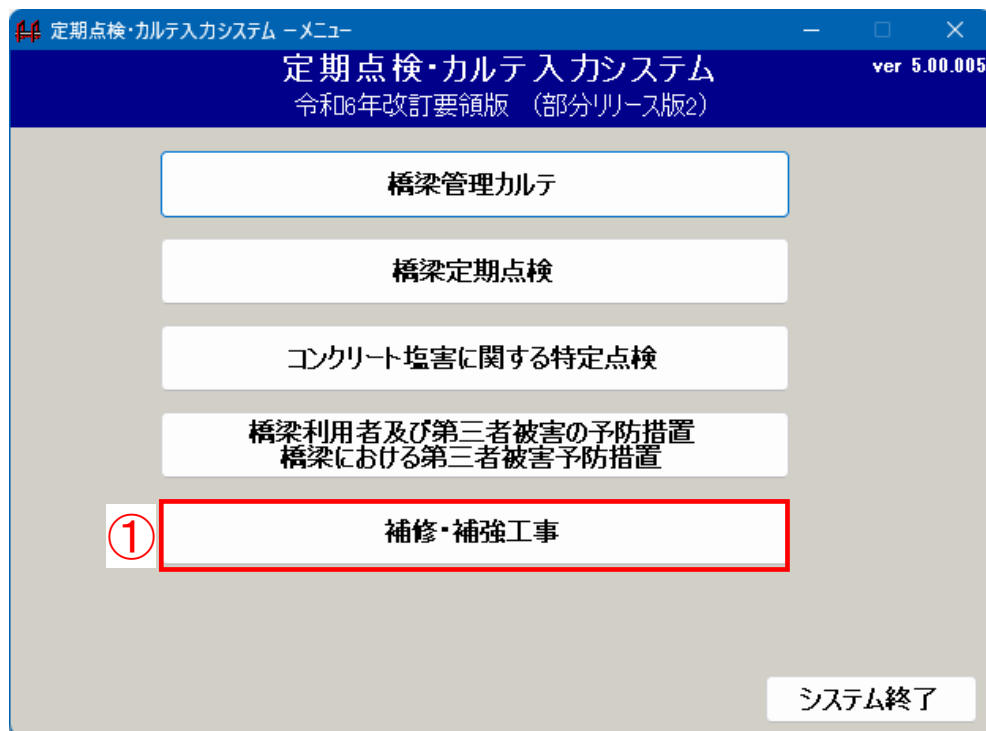 定期点検・カルテ入力システム －メニュー－
定期点検・カルテ入力システム
ver 5.00.005
令和6年改訂要領版 （部分リリース版2）
橋梁管理カルテ
橋梁定期点検
コンクリート塩害に関する特定点検
橋梁利用者及び第三者被害の予防措置
橋梁における第三者被害予防措置
①
補修・補強工事
システム終了